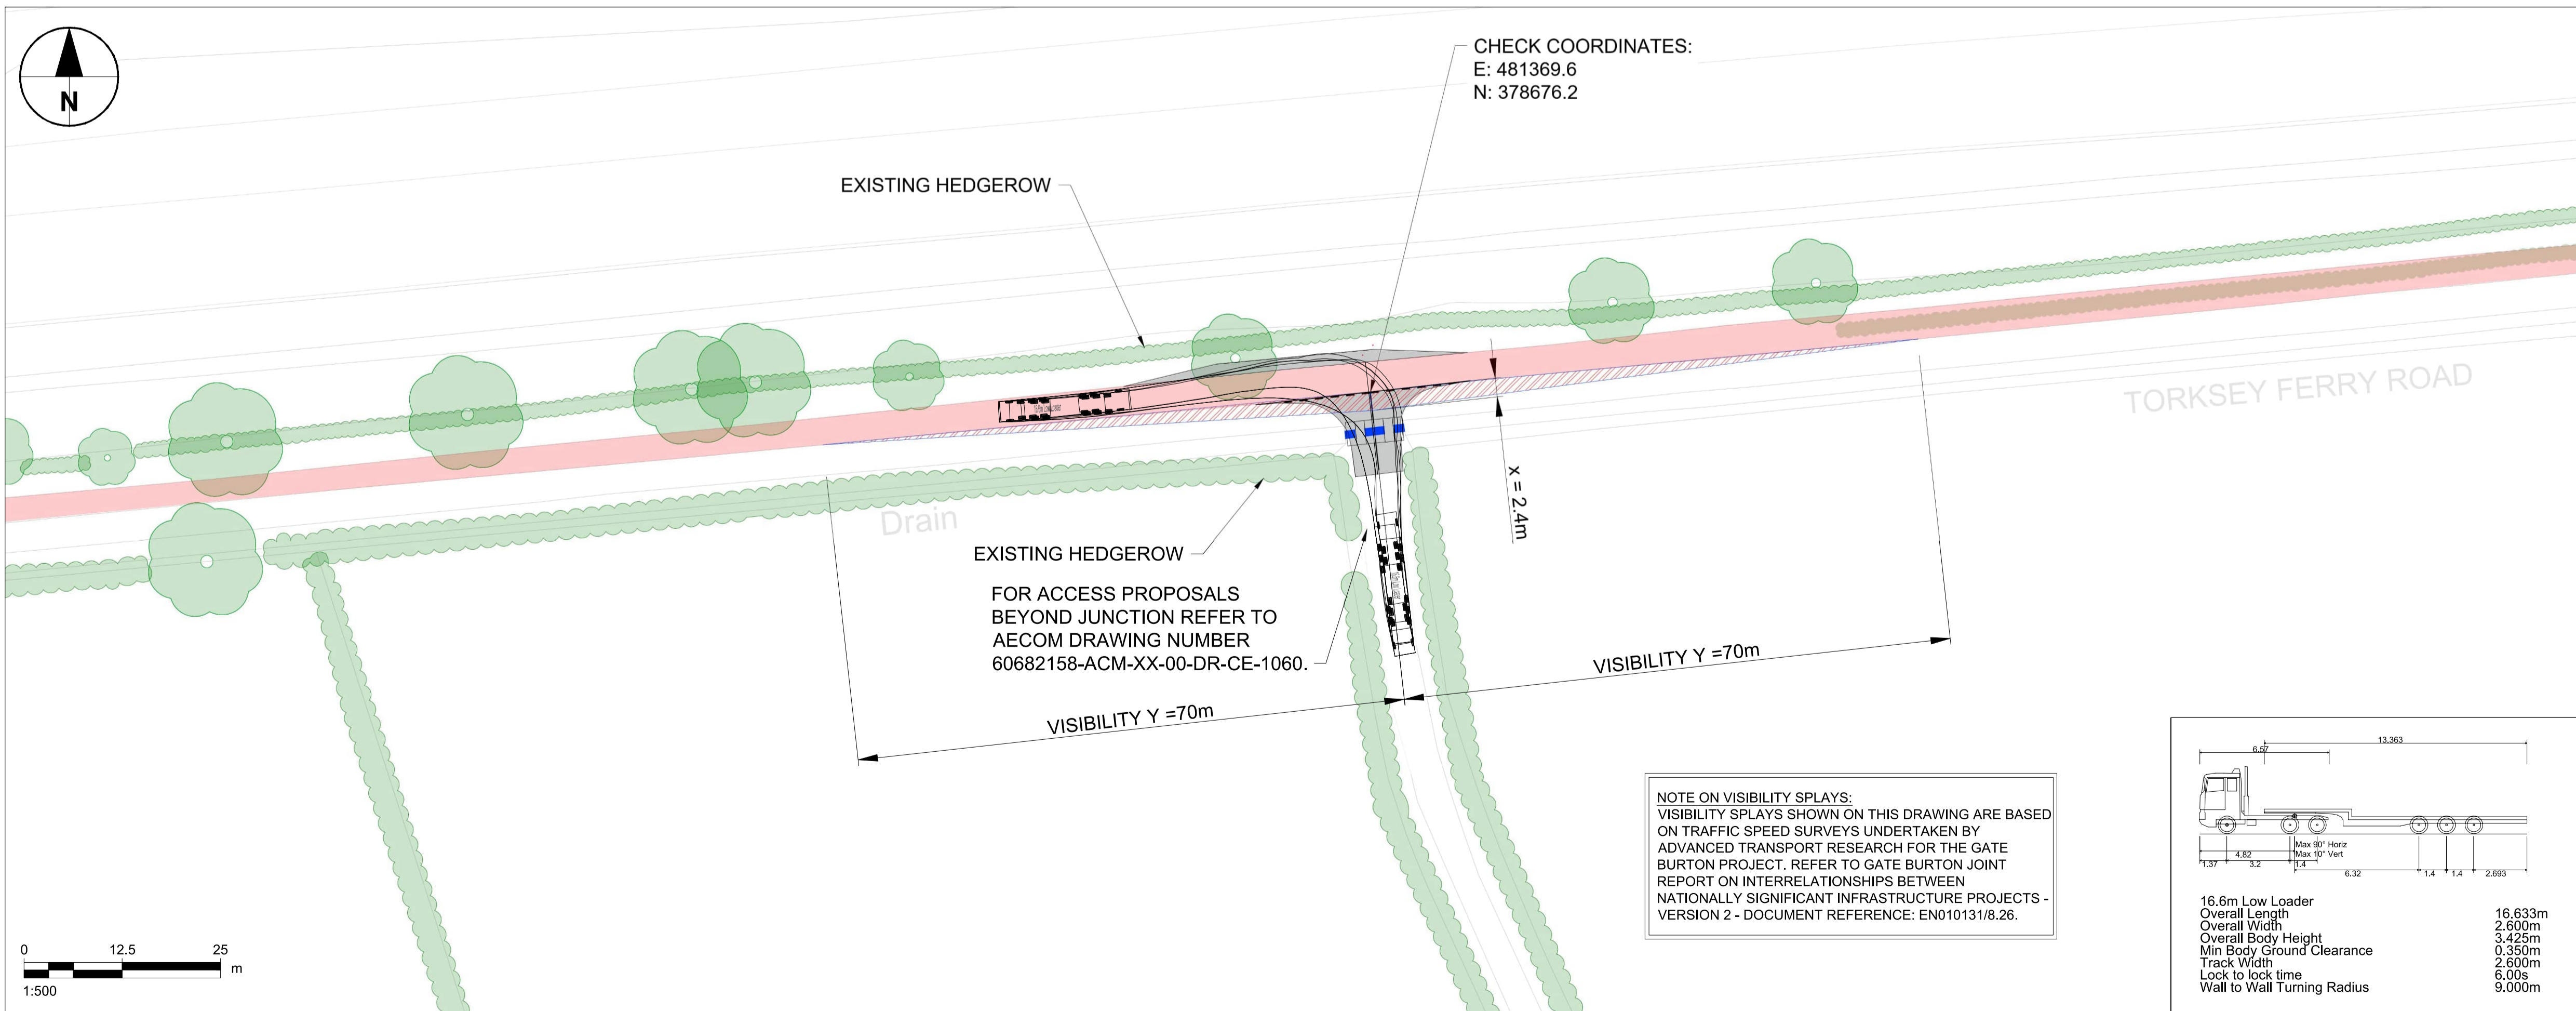 N
CHECK COORDINATES:
E: 481369.6
N: 378676.2
EXISTING HEDGEROW
TORKSEY FERRY ROAD
x = 2.4m
Drain
EXISTING HEDGEROW
FOR ACCESS PROPOSALS
BEYOND JUNCTION REFER TO
AECOM DRAWING NUMBER
60682158-ACM-XX-00-DR-CE-1060.
VISIBILITY Y =70m
VISIBILITY Y =70m
NOTE ON VISIBILITY SPLAYS:
VISIBILITY SPLAYS SHOWN ON THIS DRAWING ARE BASED
ON TRAFFIC SPEED SURVEYS UNDERTAKEN BY
ADVANCED TRANSPORT RESEARCH FOR THE GATE
BURTON PROJECT. REFER TO GATE BURTON JOINT
REPORT ON INTERRELATIONSHIPS BETWEEN
NATIONALLY SIGNIFICANT INFRASTRUCTURE PROJECTS -
VERSION 2 - DOCUMENT REFERENCE: EN010131/8.26.
13.363
6.57
Max 90° Horiz
Max 10° Vert
4.82
1.37 3.2 1.4
6.32 1.4 1.4 2.693
16.6m Low Loader
Overall Length 16.633m
Overall Width 2.600m
Overall Body Height 3.425m
Min Body Ground Clearance 0.350m
Track Width 2.600m
Lock to lock time 6.00s
Wall to Wall Turning Radius 9.000m
0 12.5 25
m
1:500